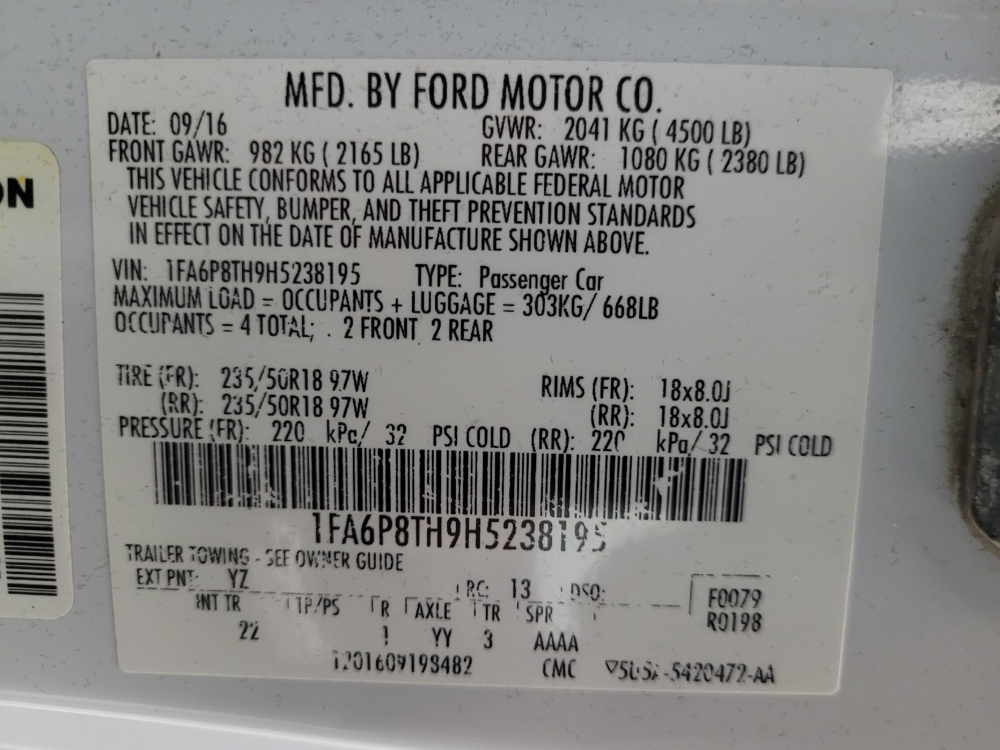 MFD. BY FORD MOTOR CO.
DATE: 09/16 GVWR: 2041 KG ( 4500 LB)
FRONT GAWR: 982 KG ( 2165 LB) REAR GAWR: 1080 KG ( 2380 LB)
THIS VEHICLE CONFORMS TO ALL APPLICABLE FEDERAL MOTOR
VEHICLE SAFETY, BUMPER, AND THEFT PREVENTION STANDARDS
IN EFFECT ON THE DATE OF MANUFACTURE SHOWN ABOVE.
VIN: 1FA6P8TH9H5238195 TYPE: Passenger Car
MAXIMUM LOAD = OCCUPANTS + LUGGAGE = 303KG/ 668LB
OCCUPANTS = 4 TOTAL; . 2 FRONT 2 REAR
TIRE (FR): 235/50R18 97W RIMS (FR): 18x8.0J
(RR): 235/50R18 97W (RR): 18x8.0J
PRESSURE (FR): 220 kPa/ 32 PSI COLD (RR): 220 kPa/ 32 PSI COLD
1FA6P8TH9H5238195
TRAILER TOWING - SEE OWNER GUIDE
EXT PNT: YZ RC: 13 DSO: F0079
INT TR TP/PS R AXLE TR SPR R0198
22 YY 3 AAAA
1201609193482 CMC
ON